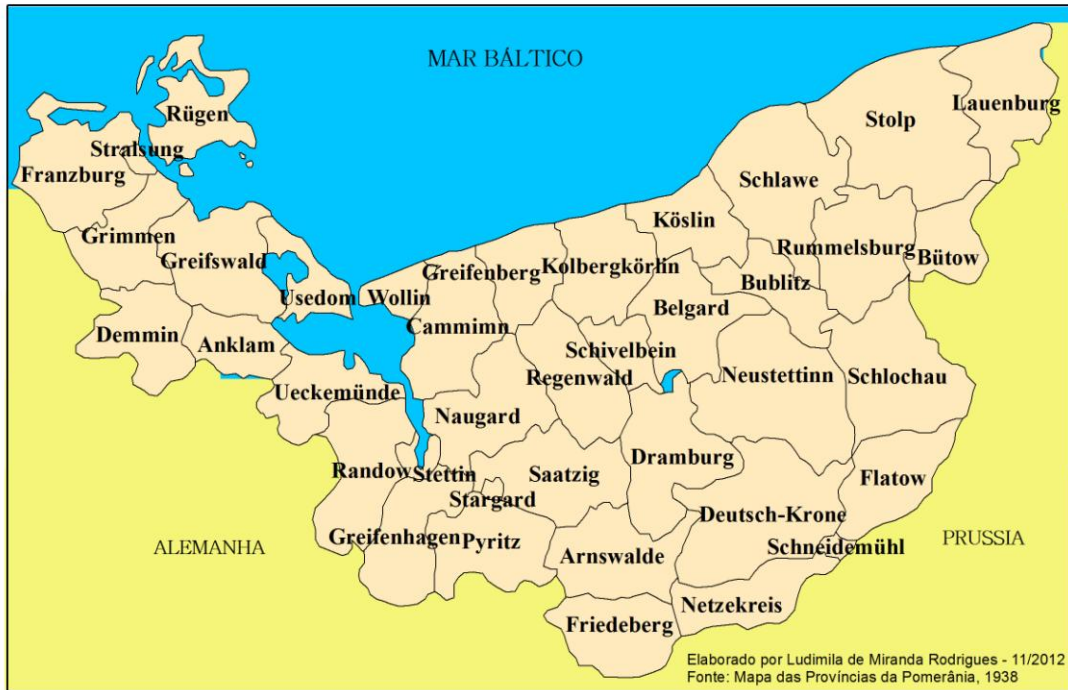 MAR BÁLTICO
Rügen
Lauenburg
Stolp
Stralsung
Franzburg
Schlawe
Köslin
Grimmen
Greifswald
Rummelsburg
Bütow
Kolbergkörlin
Greifenberg
Bublitz
Usedom
Wollin
Belgard
Cammimn
Demmin
Anklam
Schivelbein
Regenwald
Neustettinn
Schlochau
Ueckemünde
Naugard
Dramburg
Randow
Stettin
Saatzig
Flatow
Stargard
Deutsch-Krone
Greifenhagen
Pyritz
ALEMANHA
Arnswalde
Schneidemühl
PRUSSIA
Netzekreis
Friedeberg
Elaborado por Ludimila de Miranda Rodrigues - 11/2012
Fonte: Mapa das Províncias da Pomerânia, 1938